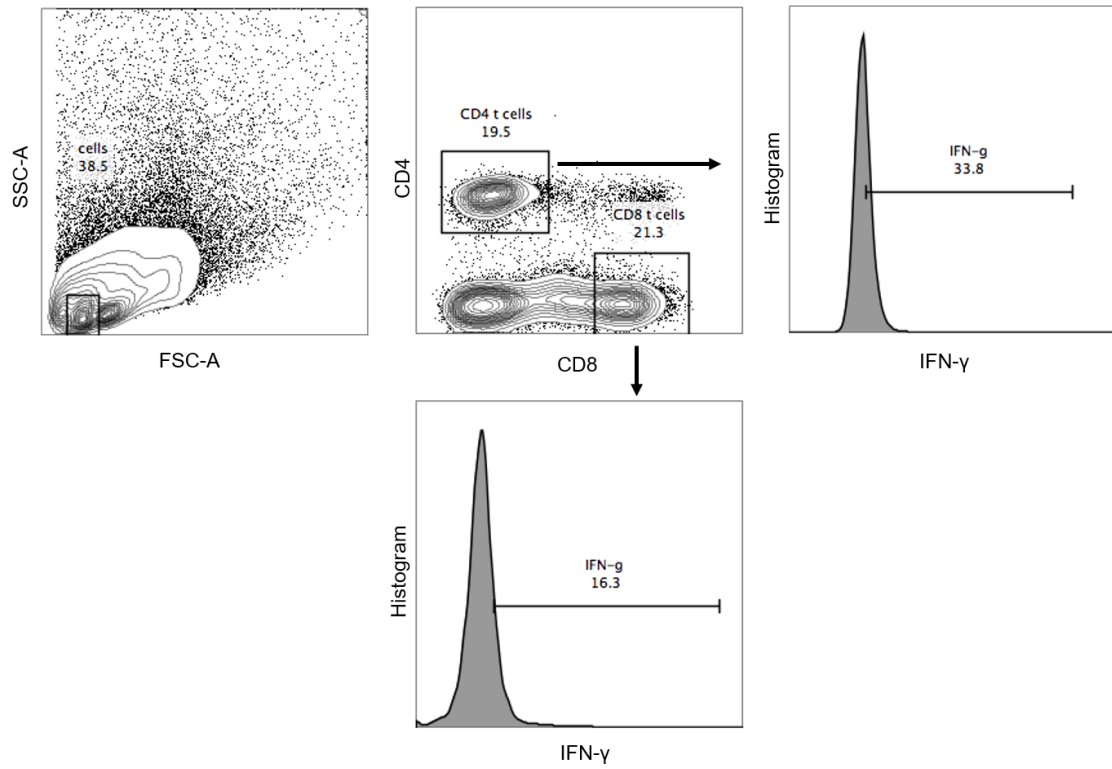 SSC-A
cells
38.5
FSC-A
CD4
CD4 t cells
19.5
CD8 t cells
21.3
CD8
Histogram
IFN-g
33.8
IFN-γ
Histogram
IFN-g
16.3
IFN-γ